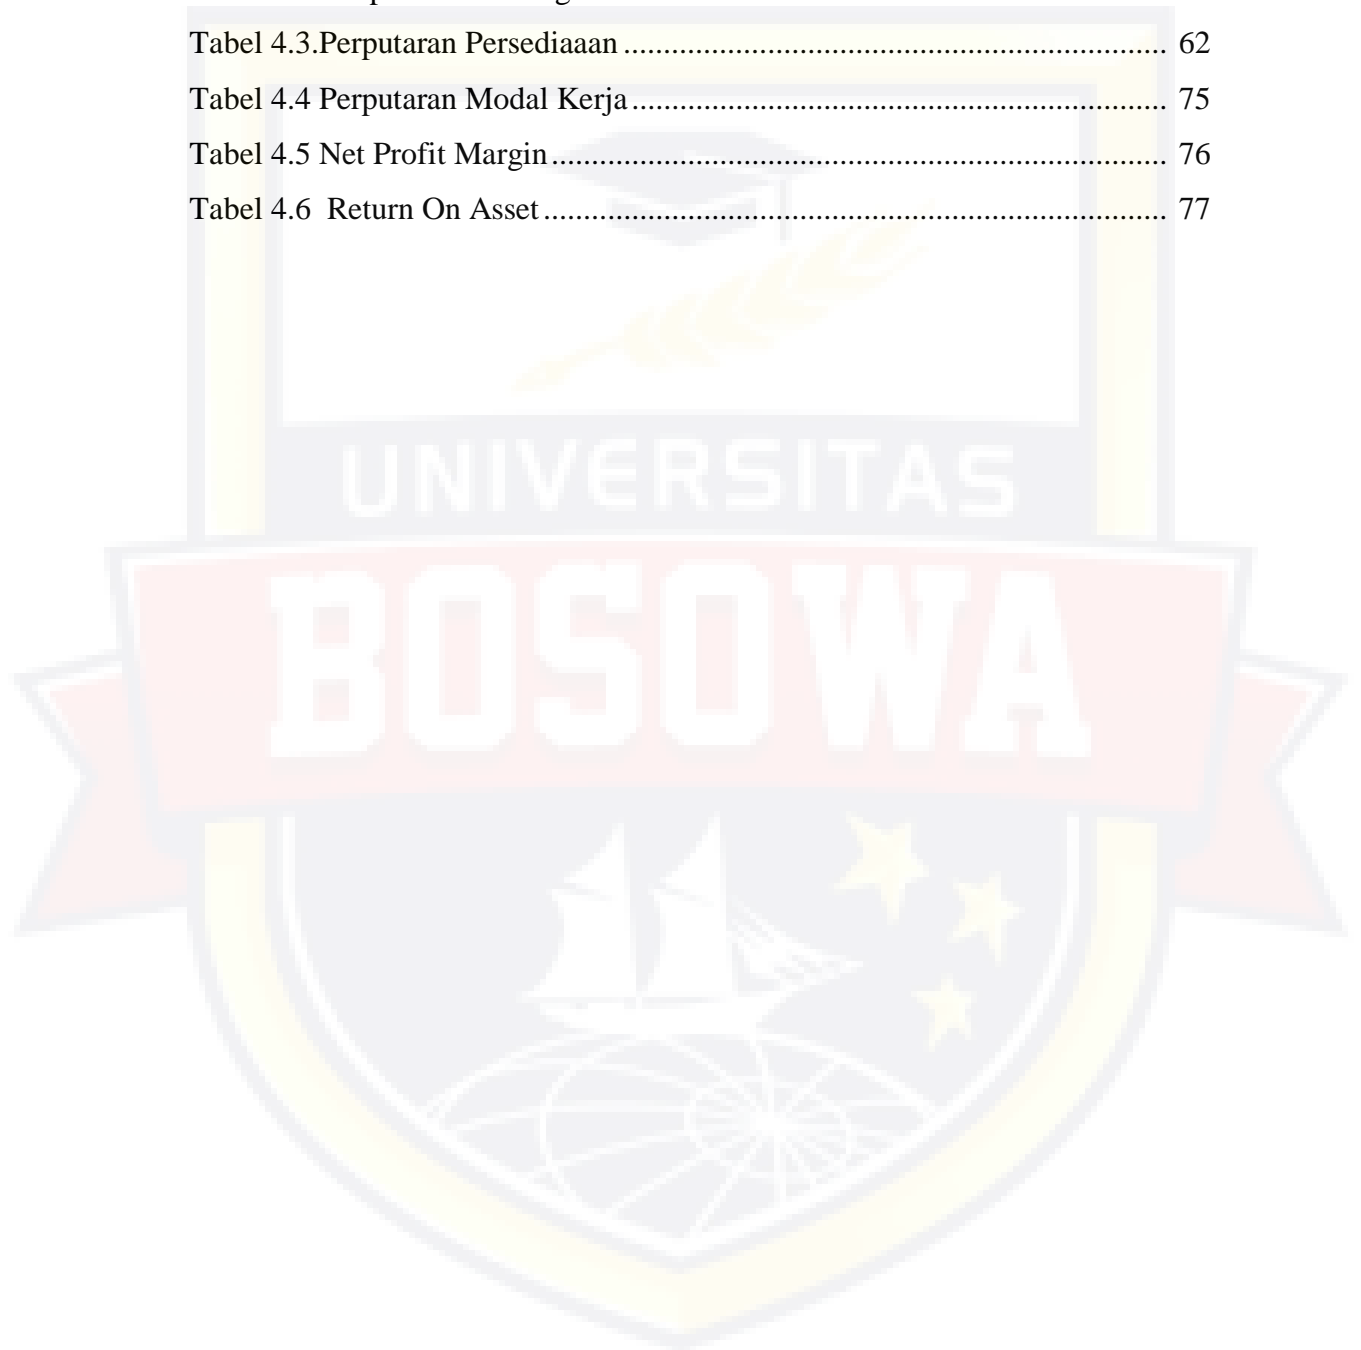 Tabel 4.3.Perputaran Persediaaan ................................................................... 62
Tabel 4.4 Perputaran Modal Kerja.................................................................. 75
Tabel 4.5 Net Profit Margin............................................................................ 76
Tabel 4.6  Return On Asset ............................................................................. 77
UNIVERSITAS
BOSOWA